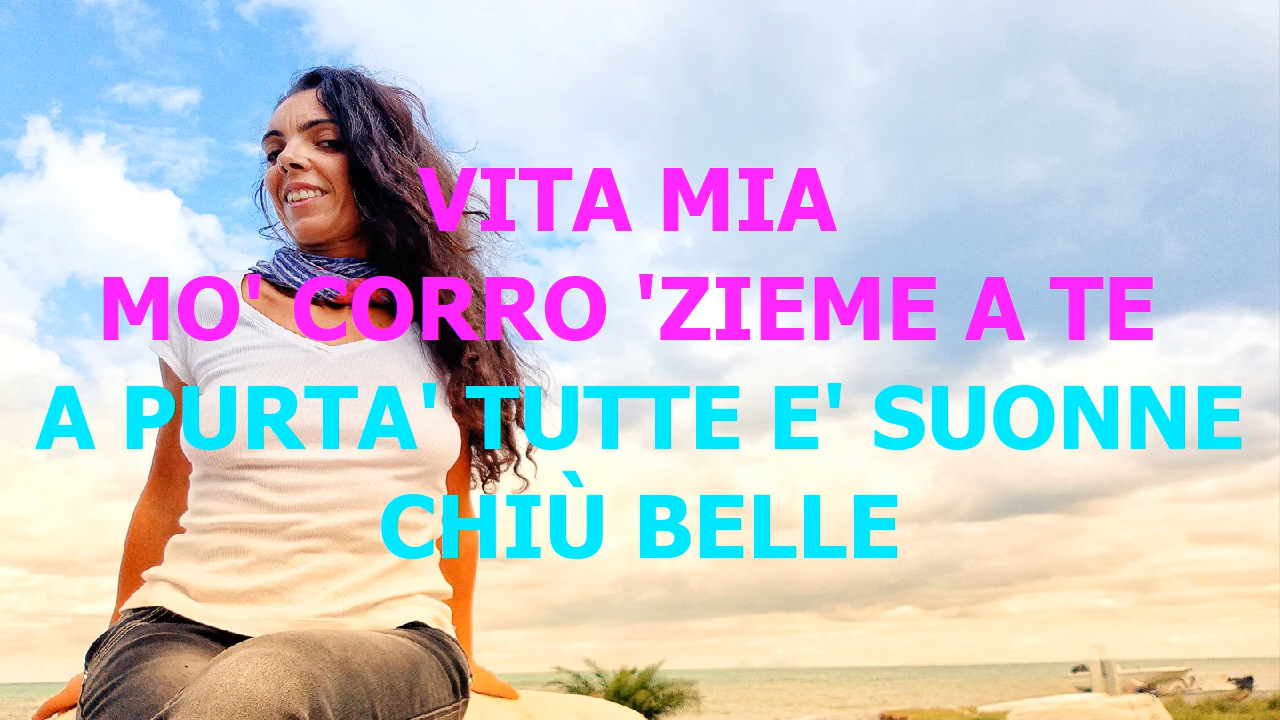 VITA MIA
MO' CORRO 'ZIEME A TE
A PURTA' TUTTE E' SUONNE
CHIÙ BELLE